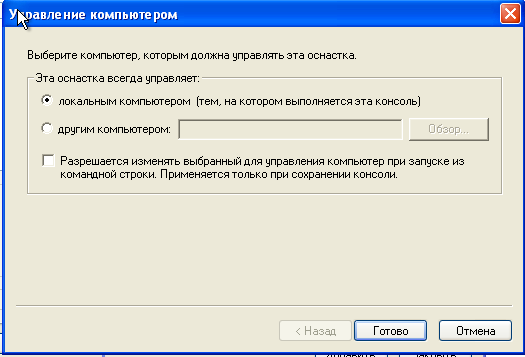 Управление компьютером
Выберите компьютер, которым должна управлять эта оснастка.
Эта оснастка всегда управляет:
локальным компьютером (тем, на котором выполняется эта консоль)
другим компьютером:
Обзор...
Разрешается изменять выбранный для управления компьютер при запуске из
командной строки. Применяется только при сохранении консоли.
< Назад
Готово
Отмена